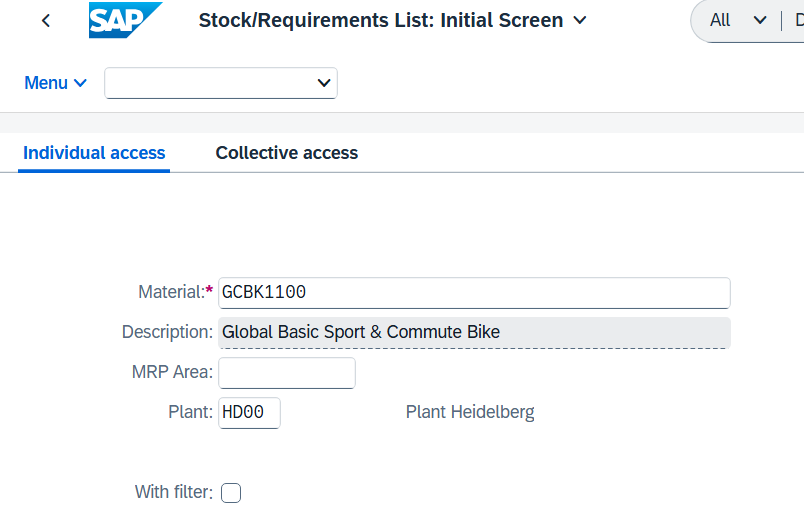 SAP Stock/Requirements List: Initial Screen All
Menu
Individual access Collective access
Material:* GCBK1100
Description: Global Basic Sport & Commute Bike
MRP Area:
Plant: HD00 Plant Heidelberg
With filter: